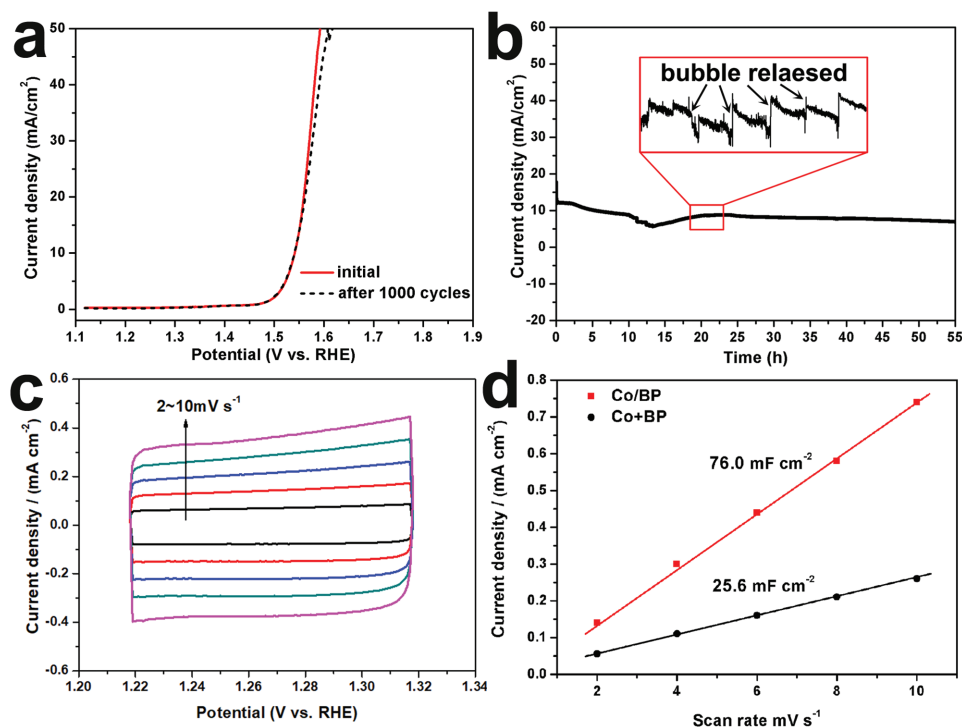 a
50
40
30
20
10
0
Current density (mA/cm²)
initial
after 1000 cycles
1.1 1.2 1.3 1.4 1.5 1.6 1.7 1.8 1.9
Potential (V vs. RHE)
b
60
50
40
30
20
10
0
-10
-20
Current density (mA/cm²)
bubble relaesed
0 5 10 15 20 25 30 35 40 45 50 55
Time (h)
c
0.6
0.4
0.2
0.0
-0.2
-0.4
-0.6
Current density / (mA cm⁻²)
2~10mV s⁻¹
1.20 1.22 1.24 1.26 1.28 1.30 1.32 1.34
Potential (V vs. RHE)
d
0.8
0.7
0.6
0.5
0.4
0.3
0.2
0.1
0.0
Current density / (mA cm⁻²)
Co/BP
Co+BP
76.0 mF cm⁻²
25.6 mF cm⁻²
2 4 6 8 10
Scan rate mV s⁻¹